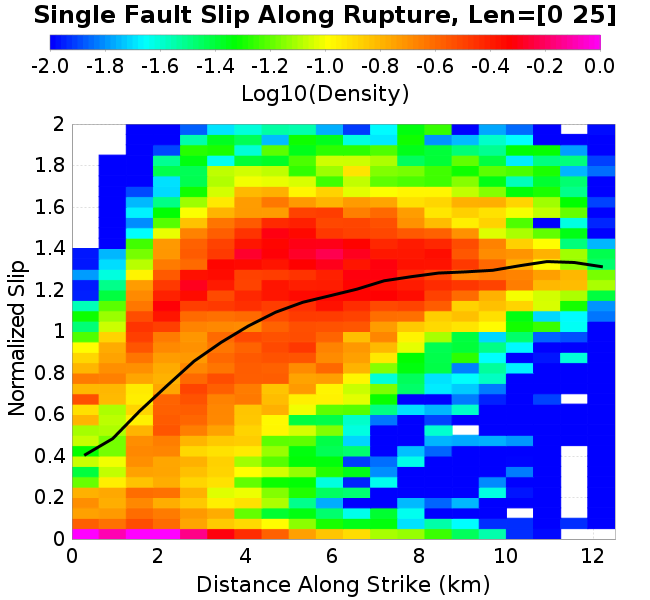 Single Fault Slip Along Rupture, Len=[0 25]
-2.0 -1.8 -1.6 -1.4 -1.2 -1.0 -0.8 -0.6 -0.4 -0.2 0.0
Log10(Density)
2
1.8
1.6
1.4
1.2
1
0.8
0.6
0.4
0.2
0
Normalized Slip
0 2 4 6 8 10 12
Distance Along Strike (km)